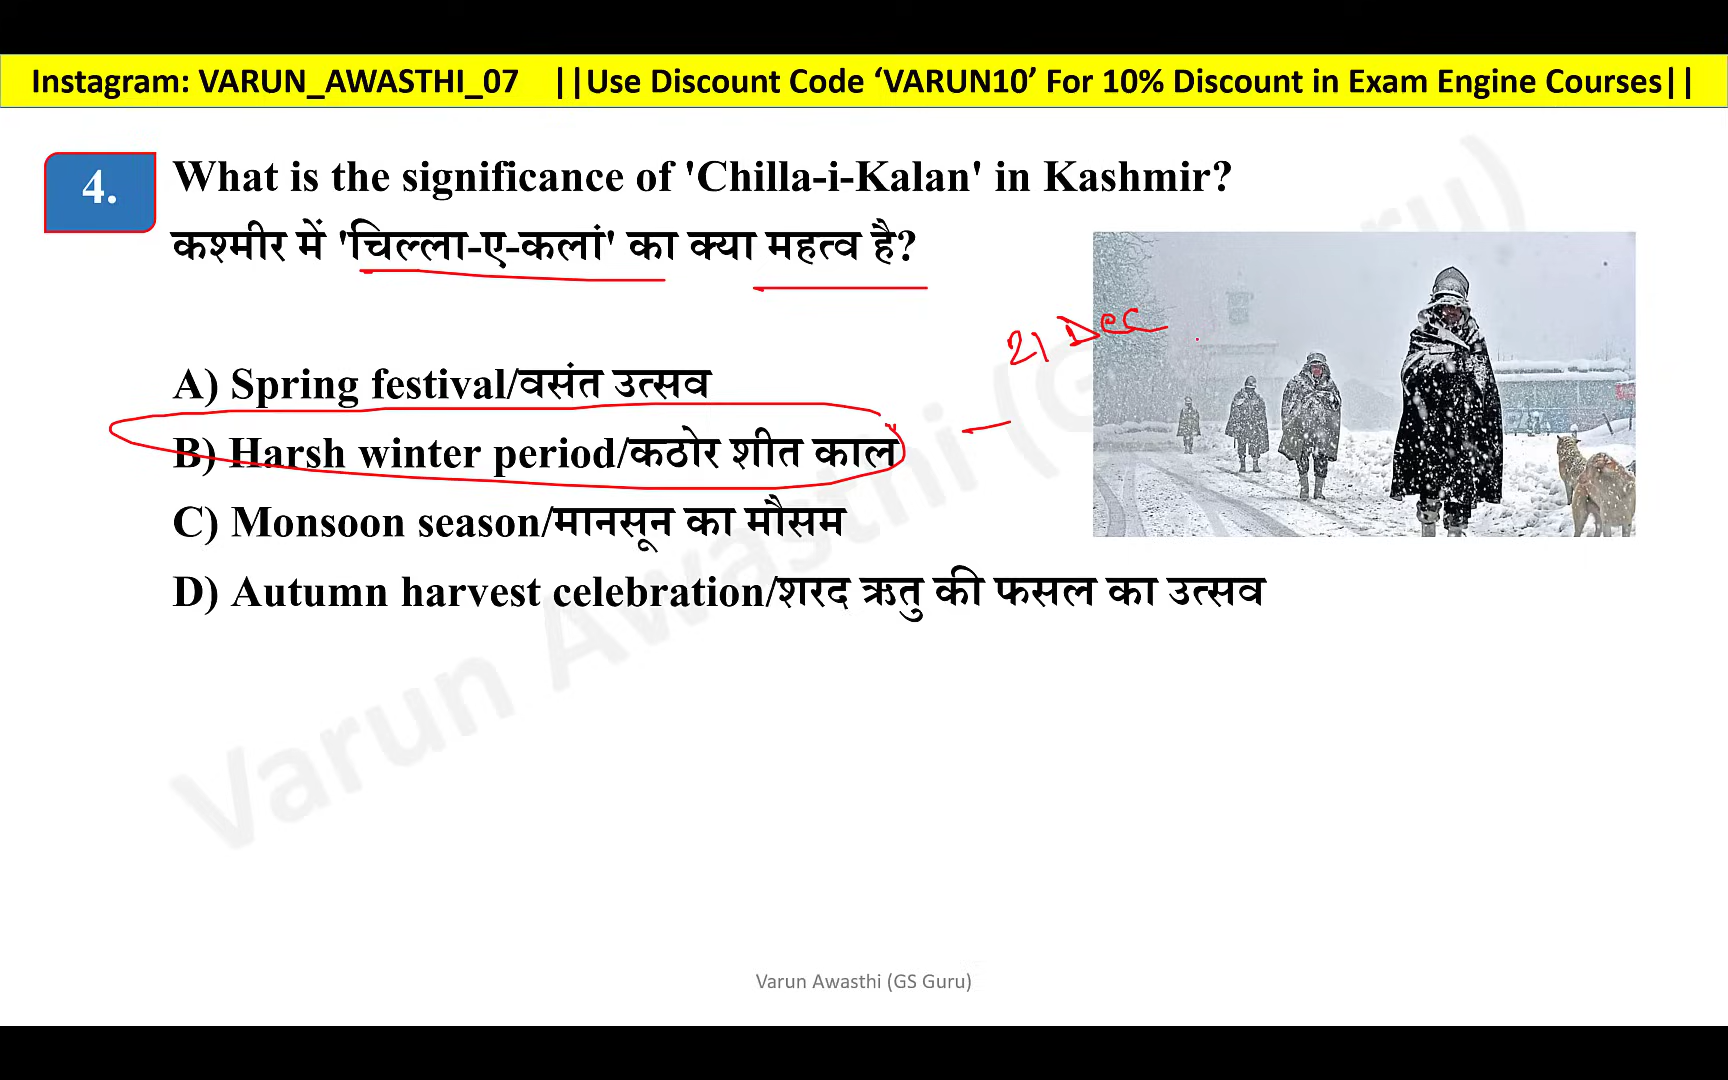 Instagram: VARUN_AWASTHI_07 ||Use Discount Code ‘VARUN10’ For 10% Discount in Exam Engine Courses||
4.
What is the significance of 'Chilla-i-Kalan' in Kashmir?
कश्मीर में 'चिल्ला-ए-कलां' का क्या महत्व है?
21 Dec
A) Spring festival/वसंत उत्सव
B) Harsh winter period/कठोर शीत काल
C) Monsoon season/मानसून का मौसम
D) Autumn harvest celebration/शरद ऋतु की फसल का उत्सव
Varun Awasthi (GS Guru)
Varun Awasthi (GS Guru)